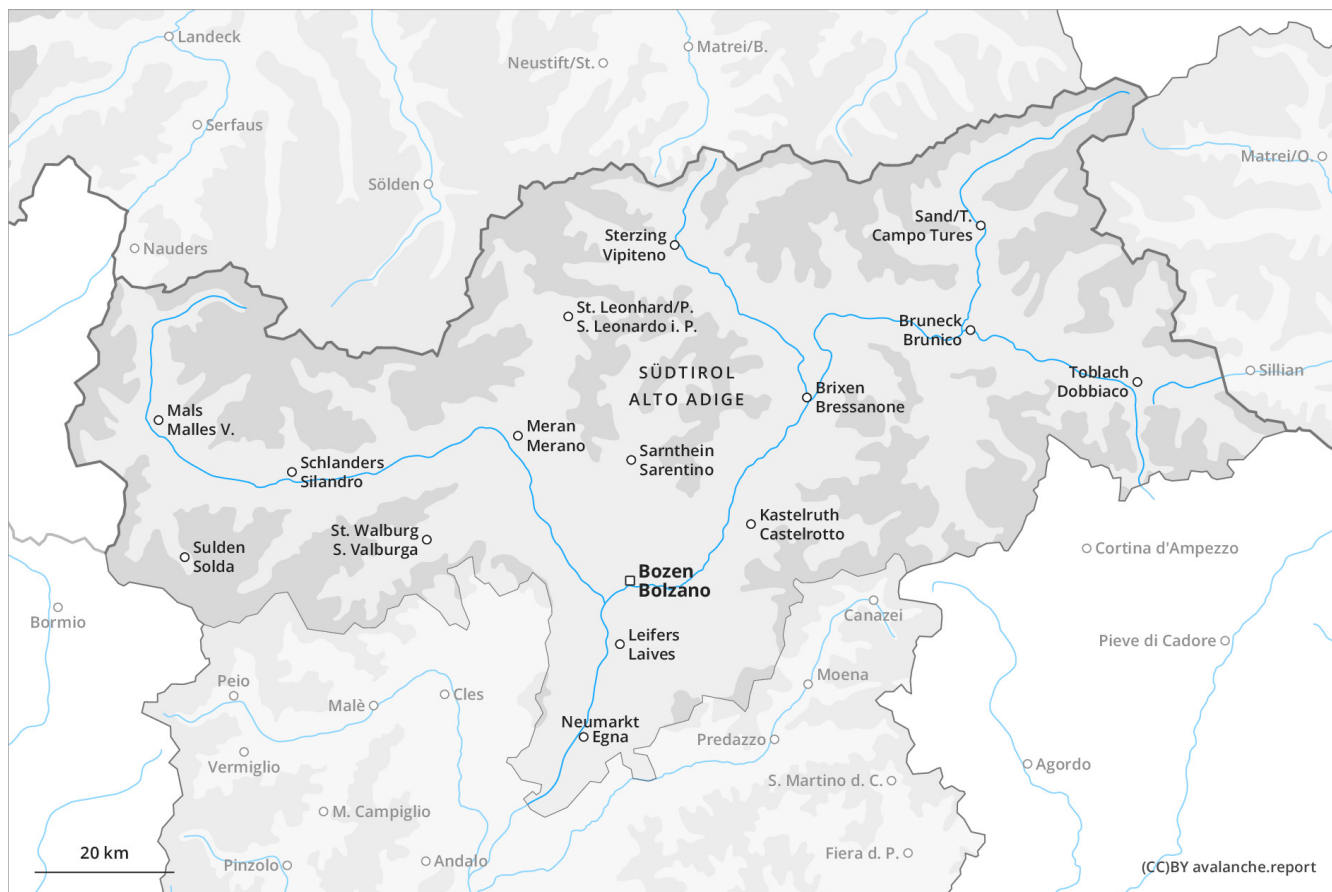 Landeck
Matrei/B.
Neustift/St.
Serfaus
Matrei/O.
Sölden
Sand/T.
Campo Tures
Sterzing
Vipiteno
Nauders
St. Leonhard/P.
S. Leonardo i. P.
Bruneck
Brunico
SÜDTIROL
ALTO ADIGE
Toblach
Dobbiaco
Sillian
Brixen
Bressanone
Mals
Malles V.
Meran
Merano
Schlanders
Silandro
Sarnthein
Sarentino
Kastelruth
Castelrotto
St. Walburg
S. Valburga
Sulden
Solda
Cortina d'Ampezzo
Bozen
Bolzano
Bormio
Canazei
Leifers
Laives
Pieve di Cadore
Peio
Moena
Malè
Cles
Neumarkt
Egna
Predazzo
Vermiglio
Agordo
S. Martino d. C.
M. Campiglio
20 km
Pinzolo
Andalo
Fiera d. P.
(CC)BY avalanche.report